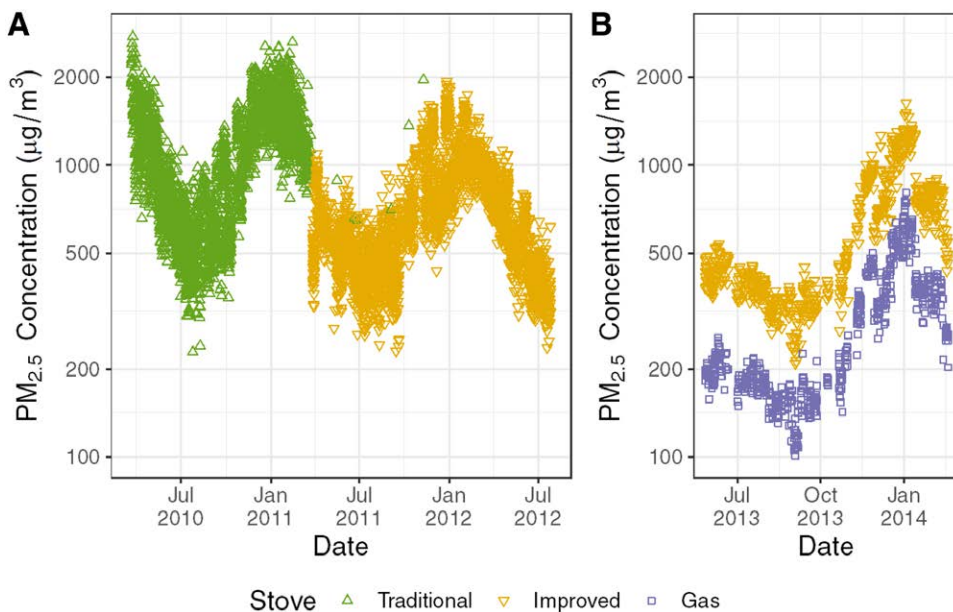 A
PM2.5 Concentration (μg/m³)
2000
1000
500
200
100
Jul
2010
Jan
2011
Jul
2011
Jan
2012
Jul
2012
Date
B
PM2.5 Concentration (μg/m³)
2000
1000
500
200
100
Jul
2013
Oct
2013
Jan
2014
Date
Stove Traditional Improved Gas